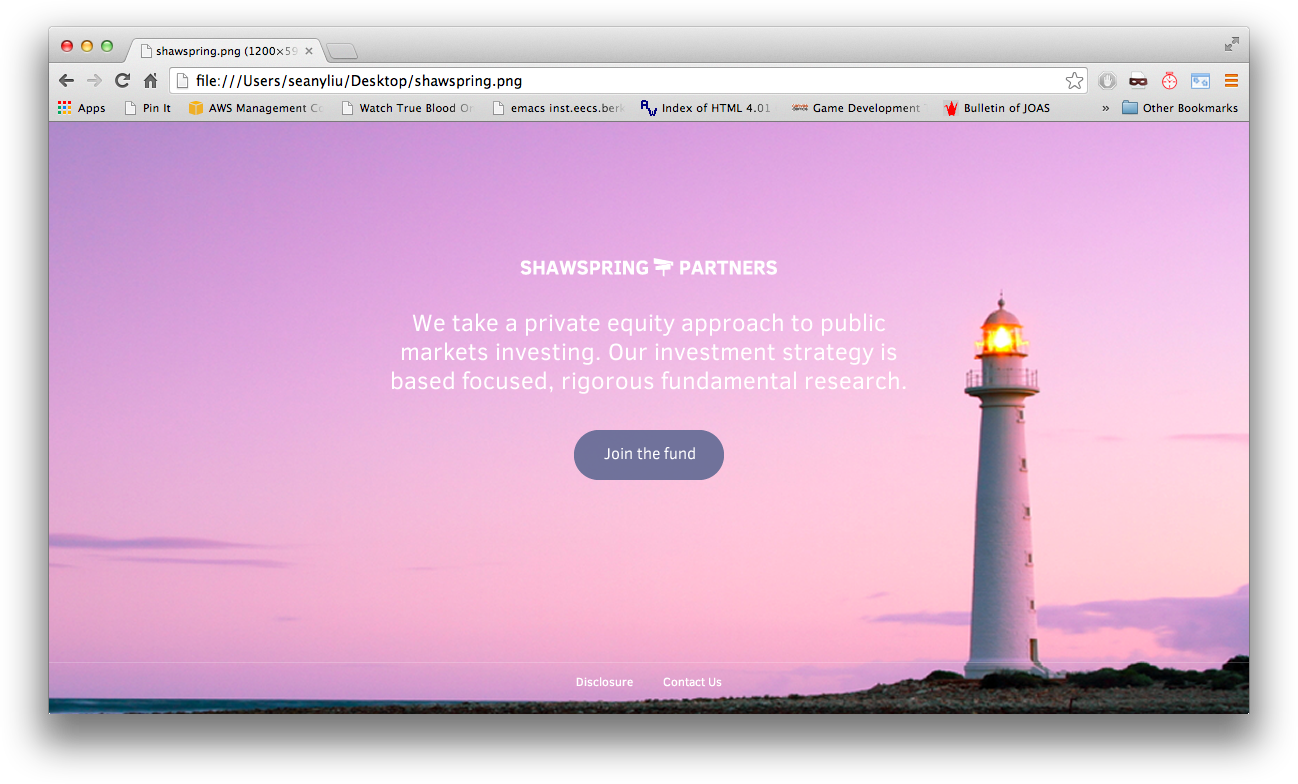 shawspring.png (1200×59
file:///Users/seanyliu/Desktop/shawspring.png
Apps Pin It AWS Management Co Watch True Blood On emacs inst.eecs.berk Index of HTML 4.01 Game Development Bulletin of JOAS » Other Bookmarks
SHAWSPRING PARTNERS
We take a private equity approach to public
markets investing. Our investment strategy is
based focused, rigorous fundamental research.
Join the fund
Disclosure Contact Us